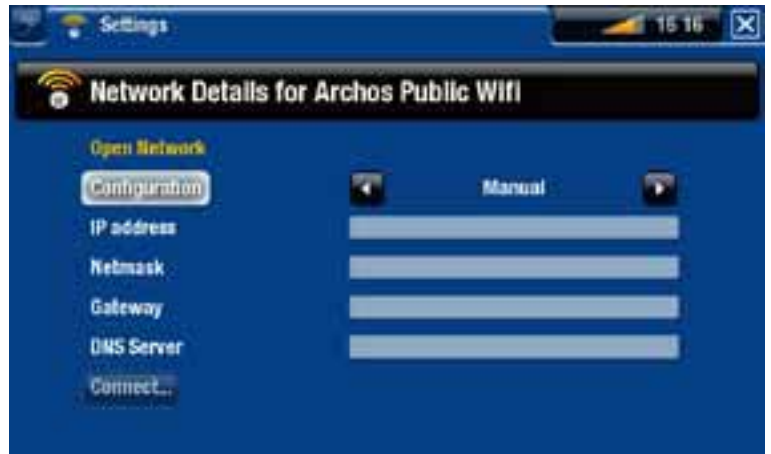 Settings
16 16
Network Details for Archos Public Wifi
Open Network
Configuration
Manual
IP address
Netmask
Gateway
DNS Server
Connect...